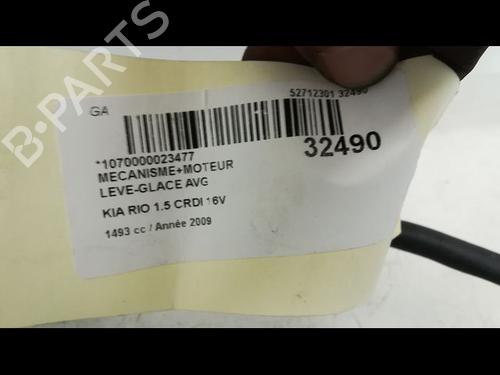 GA
52712301 32490
*1070000023477
MECANISME+MOTEUR
LEVE-GLACE AVG
32490
KIA RIO 1.5 CRDI 16V
1493 cc / Année 2009
B-PARTS